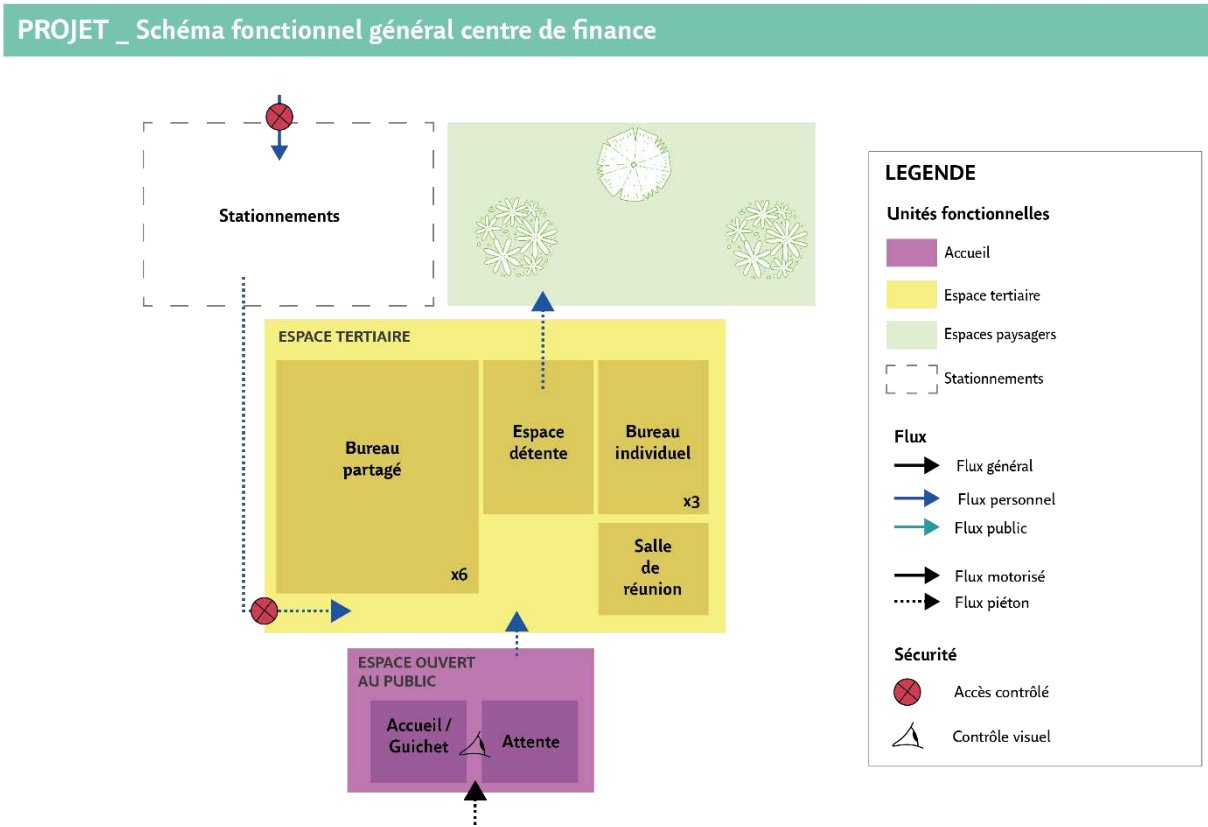 PROJET _ Schéma fonctionnel général centre de finance
Stationnements
ESPACE TERTIAIRE
Bureau
partagé
x6
Espace
détente
Bureau
individuel
x3
Salle
de
réunion
ESPACE OUVERT
AU PUBLIC
Accueil /
Guichet
Attente
LEGENDE
Unités fonctionnelles
Accueil
Espace tertiaire
Espaces paysagers
Stationnements
Flux
Flux général
Flux personnel
Flux public
Flux motorisé
Flux piéton
Sécurité
Accès contrôlé
Contrôle visuel